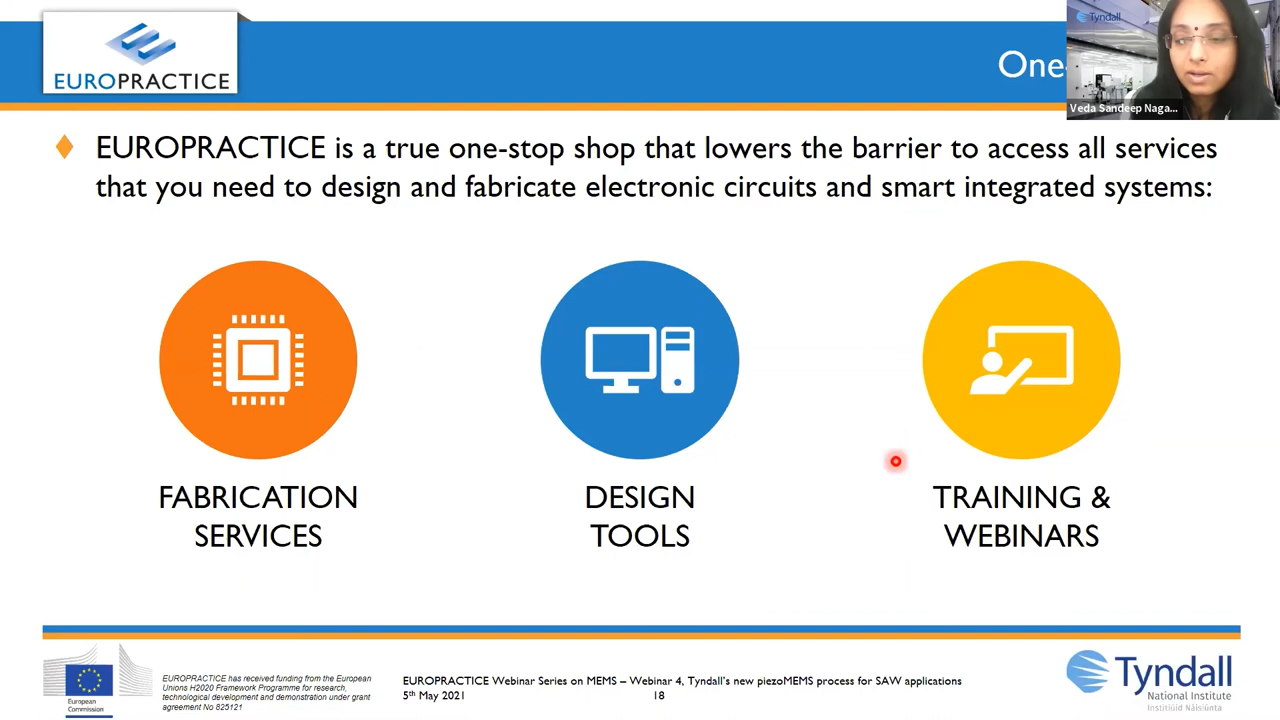 EUROPRACTICE
One-
Tyndall
Veda Sandeep Naga...
EUROPRACTICE is a true one-stop shop that lowers the barrier to access all services
that you need to design and fabricate electronic circuits and smart integrated systems:
FABRICATION
SERVICES
DESIGN
TOOLS
TRAINING &
WEBINARS
European
Commission
EUROPRACTICE has received funding from the European
Unions H2020 Framework Programme for research,
technological development and demonstration under grant
agreement No 825121
EUROPRACTICE Webinar Series on MEMS – Webinar 4, Tyndall's new piezoMEMS process for SAW applications
5th May 2021
18
Tyndall
National Institute
Institiúid Náisiúnta